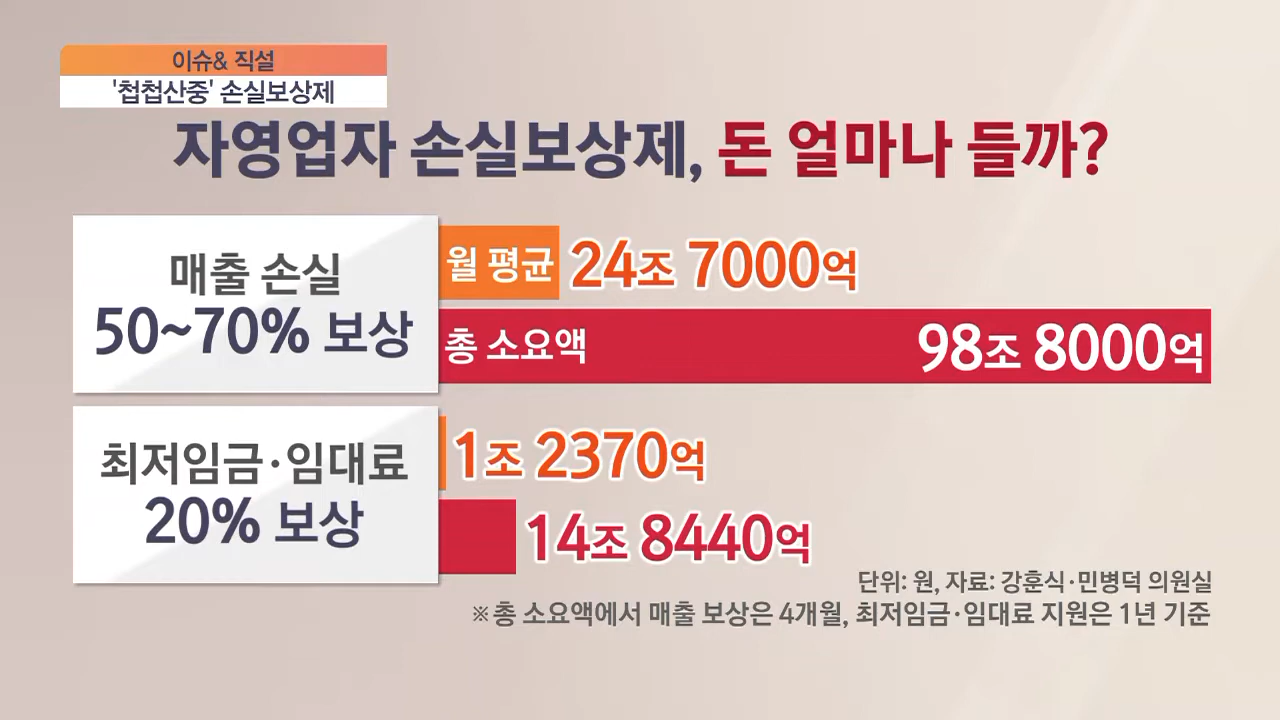 이슈& 직설
'첩첩산중' 손실보상제
자영업자 손실보상제, 돈 얼마나 들까?
매출 손실
50~70% 보상
월 평균 24조 7000억
총 소요액 98조 8000억
최저임금·임대료
20% 보상
1조 2370억
14조 8440억
단위: 원, 자료: 강훈식·민병덕 의원실
※ 총 소요액에서 매출 보상은 4개월, 최저임금·임대료 지원은 1년 기준